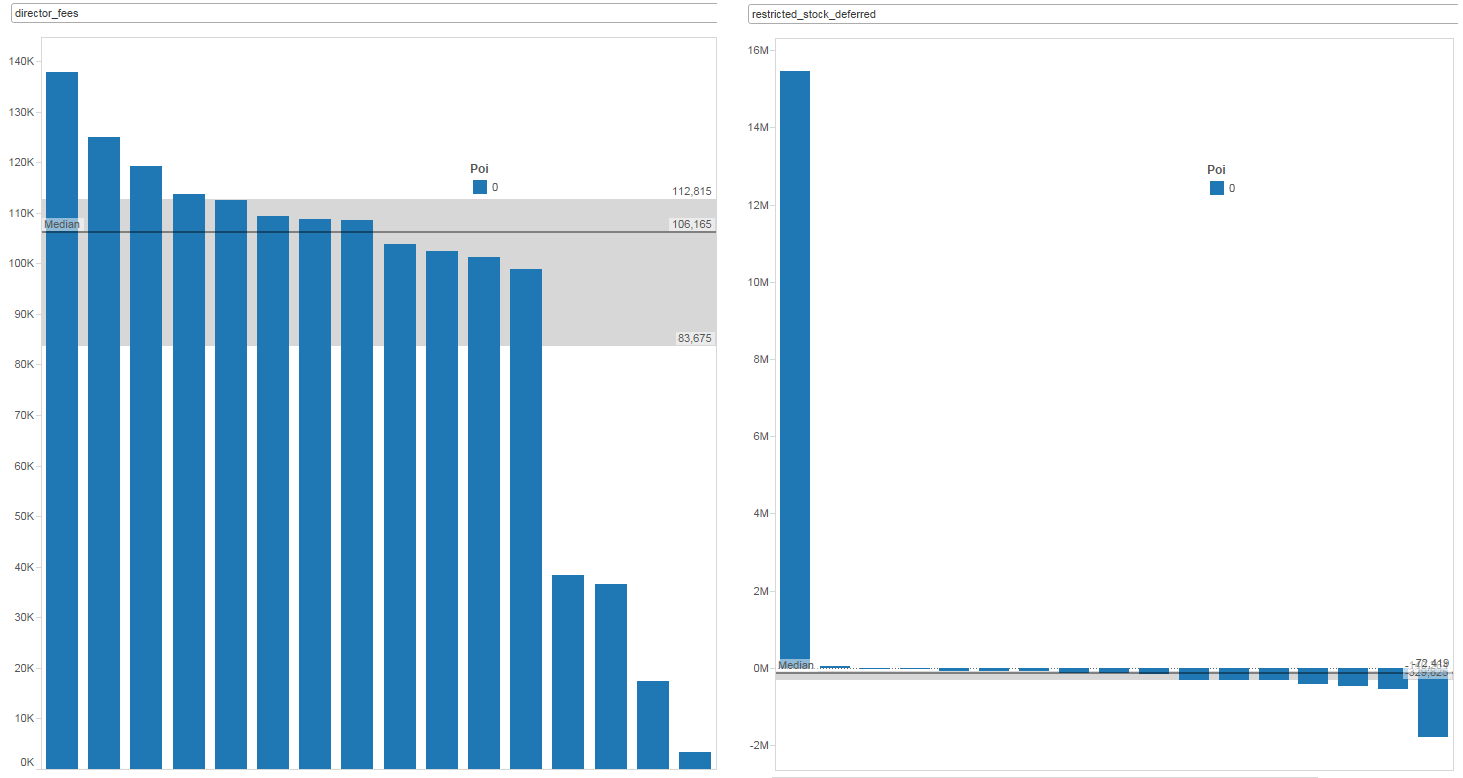 director_fees
140K
130K
120K
110K
100K
90K
80K
70K
60K
50K
40K
30K
20K
10K
0K
Poi
0
112,815
Median
106,165
83,675
restricted_stock_deferred
16M
14M
12M
10M
8M
6M
4M
2M
0M
-2M
Poi
0
Median
-72,419